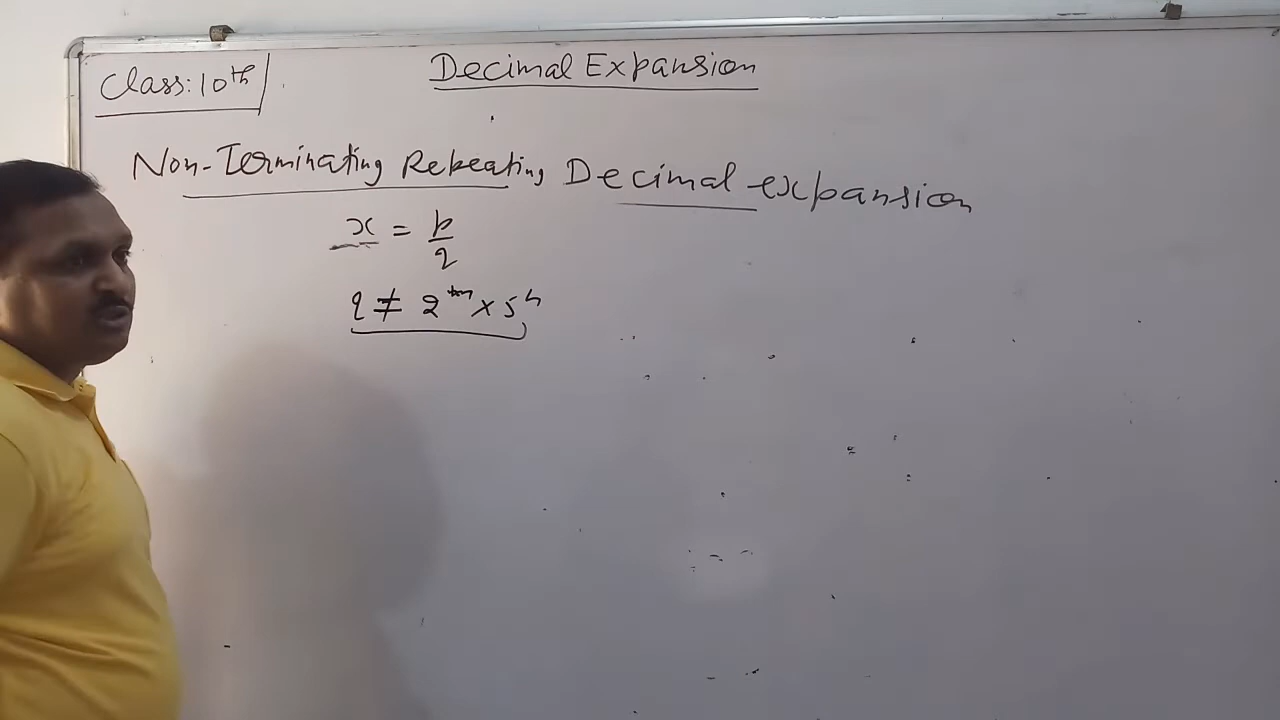 Class: 10th
Decimal Expansion
Non-Terminating Repeating Decimal expansion
x = p/q
q ≠ 2^m × 5^n